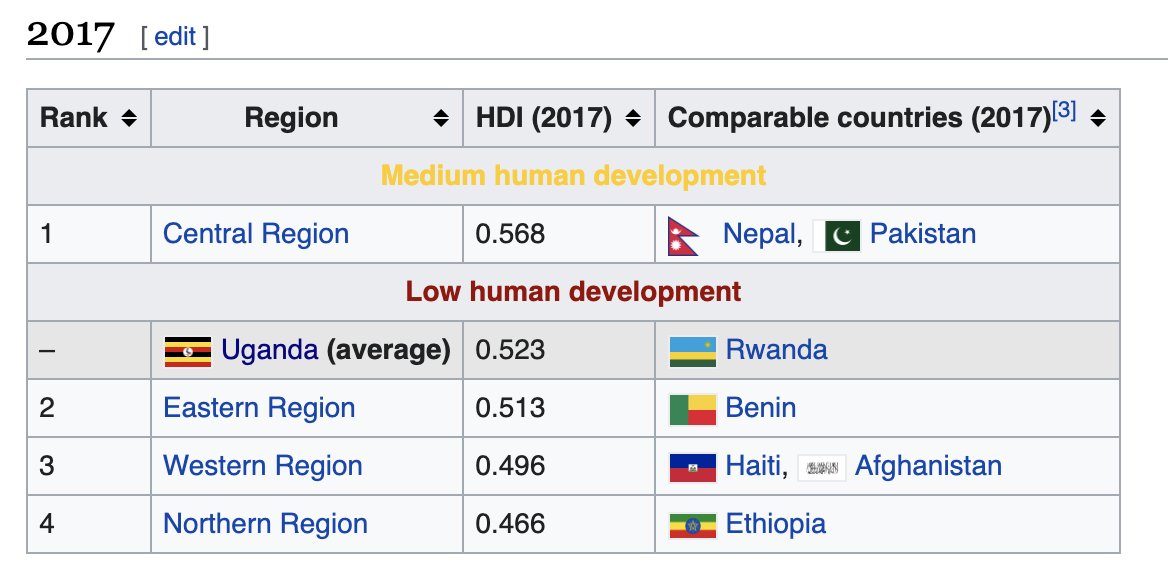 2017 [ edit ]
Rank Region HDI (2017) Comparable countries (2017)[3]
Medium human development
1 Central Region 0.568 Nepal, Pakistan
Low human development
– Uganda (average) 0.523 Rwanda
2 Eastern Region 0.513 Benin
3 Western Region 0.496 Haiti, Afghanistan
4 Northern Region 0.466 Ethiopia